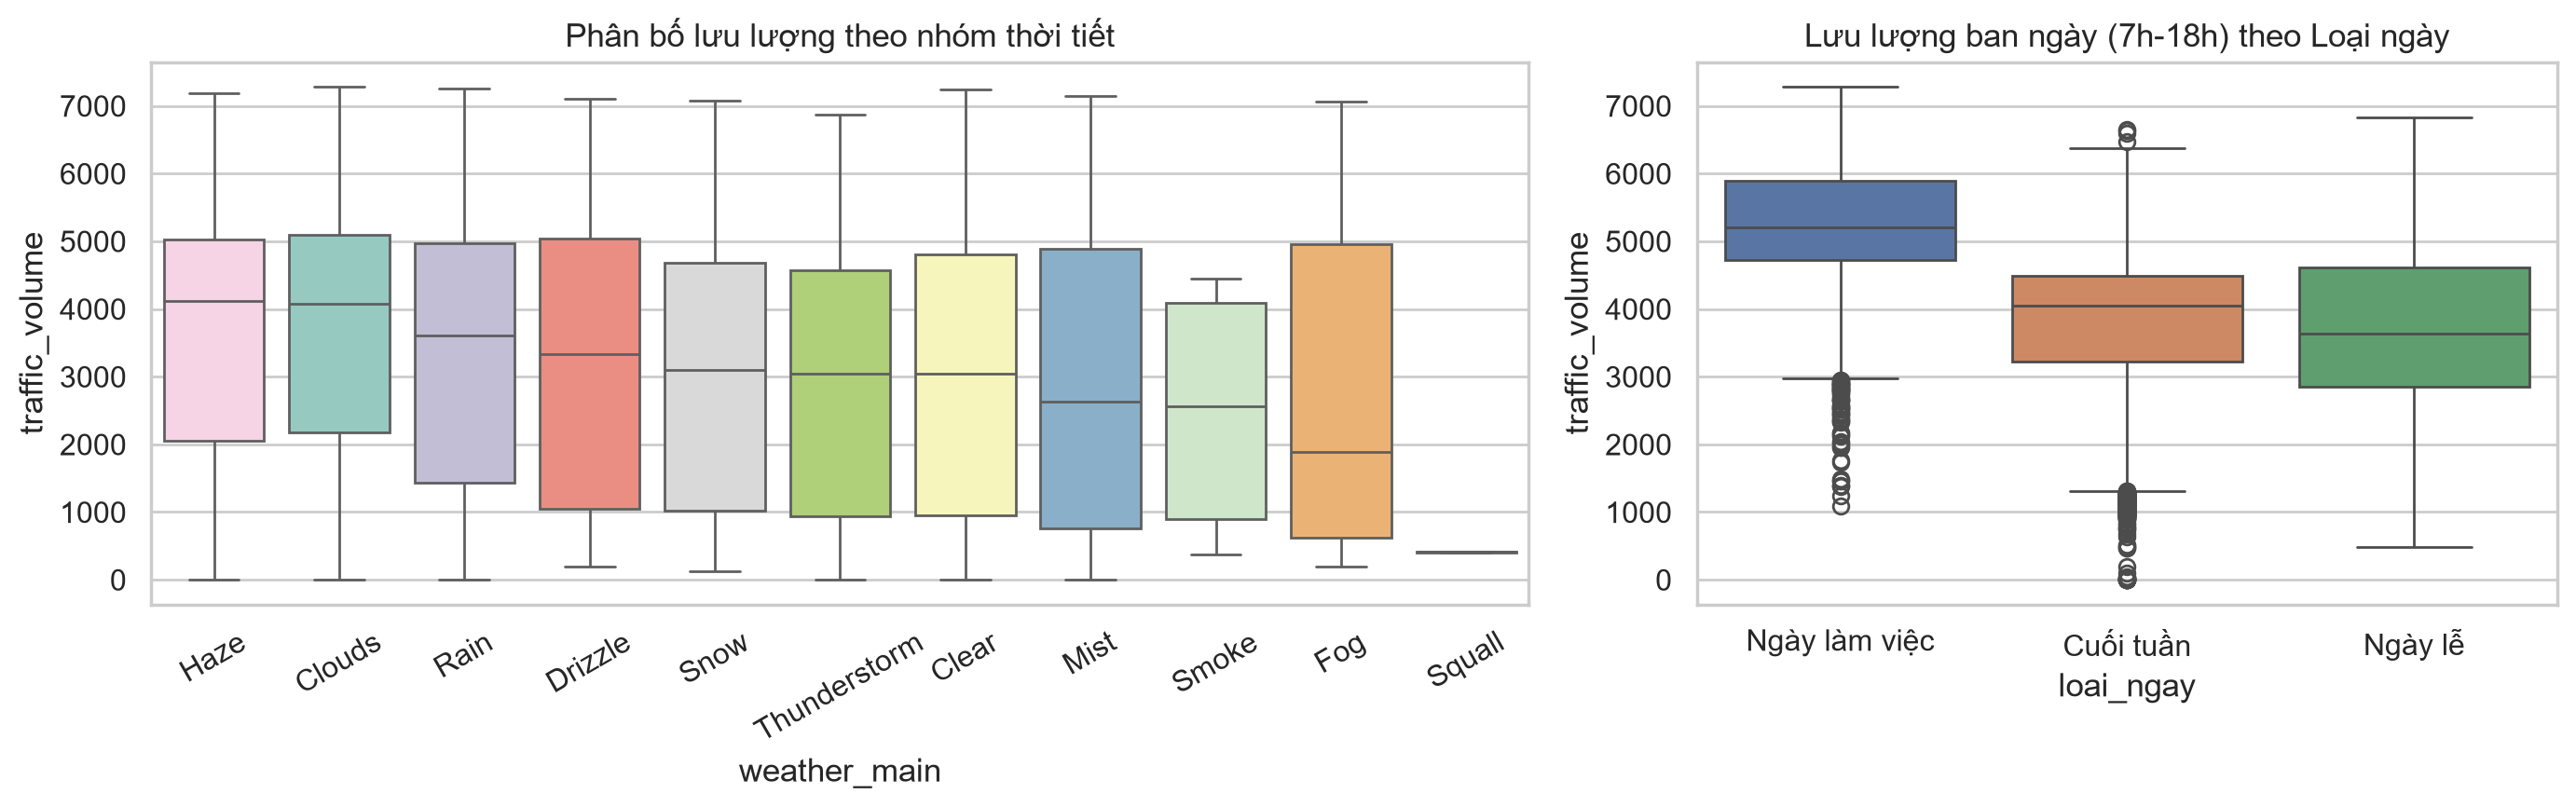 Phân bố lưu lượng theo nhóm thời tiết
traffic_volume
7000
6000
5000
4000
3000
2000
1000
0
Haze
Clouds
Rain
Drizzle
Snow
Thunderstorm
Clear
Mist
Smoke
Fog
Squall
weather_main
Lưu lượng ban ngày (7h-18h) theo Loại ngày
traffic_volume
7000
6000
5000
4000
3000
2000
1000
0
Ngày làm việc
Cuối tuần
Ngày lễ
loai_ngay